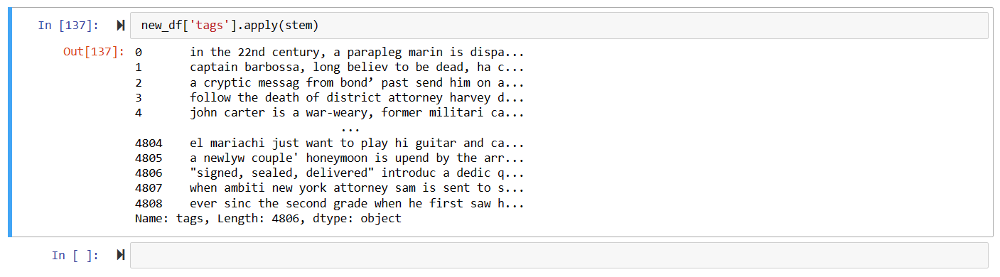 In [137]: new_df['tags'].apply(stem)
Out[137]: 0       in the 22nd century, a parapleg marin is dispa...
1       captain barbossa, long believ to be dead, ha c...
2       a cryptic messag from bond’ past send him on a...
3       follow the death of district attorney harvey d...
4       john carter is a war-weary, former militari ca...
...
4804    el mariachi just want to play hi guitar and ca...
4805    a newlyw couple' honeymoon is upend by the arr...
4806    "signed, sealed, delivered" introduc a dedic q...
4807    when ambiti new york attorney sam is sent to s...
4808    ever sinc the second grade when he first saw h...
Name: tags, Length: 4806, dtype: object
In [ ]: